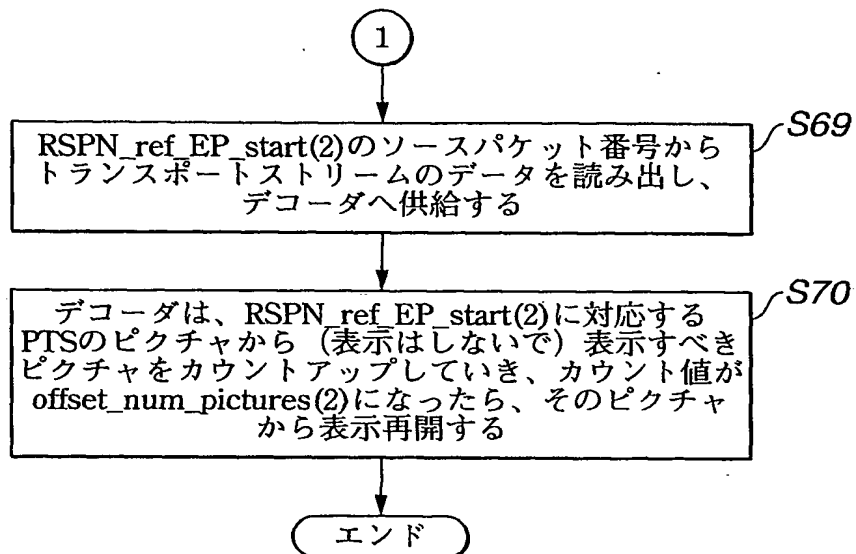 1
S69
RSPN_ref_EP_start(2)のソースパケット番号から
トランスポートストリームのデータを読み出し、
デコーダへ供給する
S70
デコーダは、RSPN_ref_EP_start(2)に対応する
PTSのピクチャから（表示はしないで）表示すべき
ピクチャをカウントアップしていき、カウント値が
offset_num_pictures(2)になったら、そのピクチャ
から表示再開する
エンド